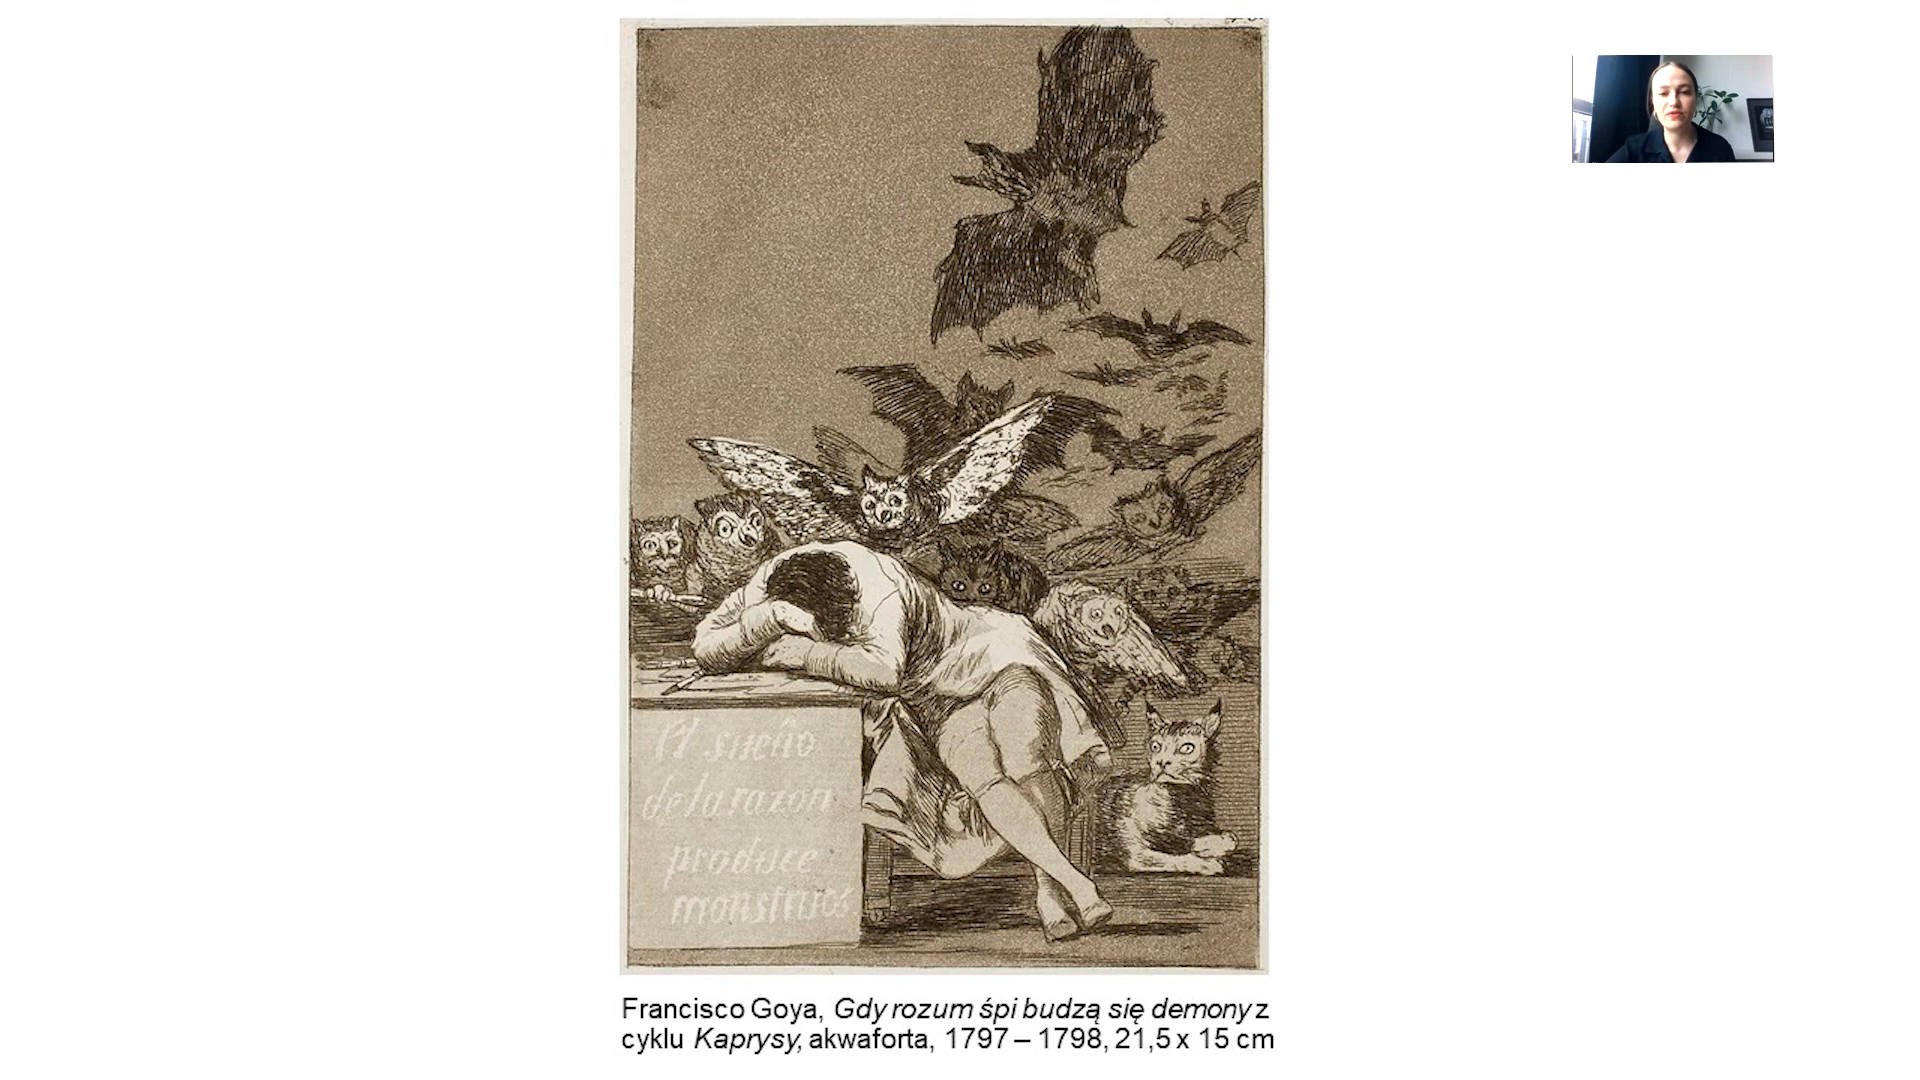 El sueño
de la razon
produce
monstruos
Francisco Goya, Gdy rozum śpi budzą się demony z
cyklu Kaprysy, akwaforta, 1797 – 1798, 21,5 x 15 cm